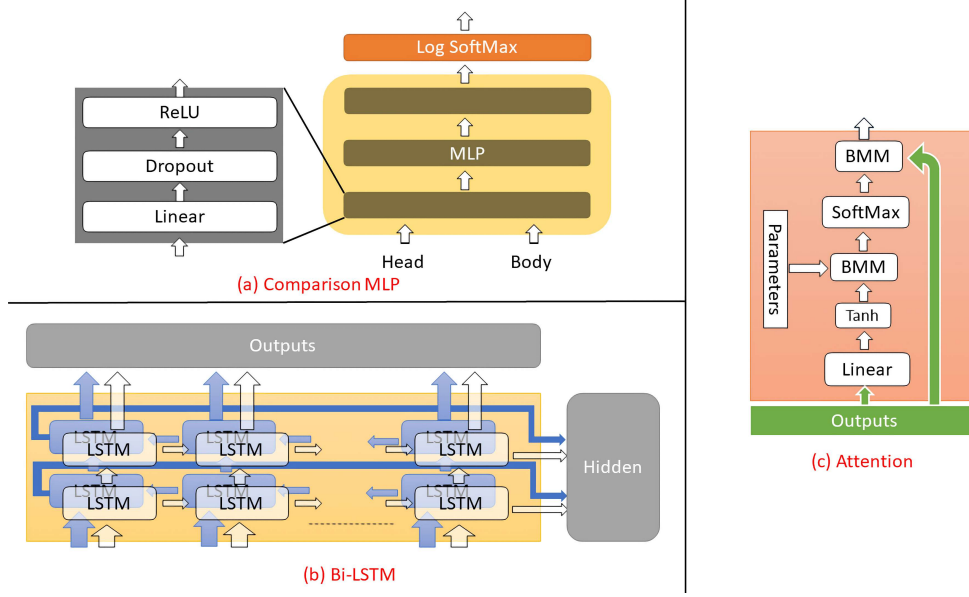 Log SoftMax
ReLU
Dropout
Linear
MLP
Head
Body
(a) Comparison MLP
Outputs
LSTM
LSTM
LSTM
LSTM
LSTM
LSTM
LSTM
LSTM
LSTM
LSTM
LSTM
LSTM
Hidden
(b) Bi-LSTM
BMM
SoftMax
Parameters
BMM
Tanh
Linear
Outputs
(c) Attention